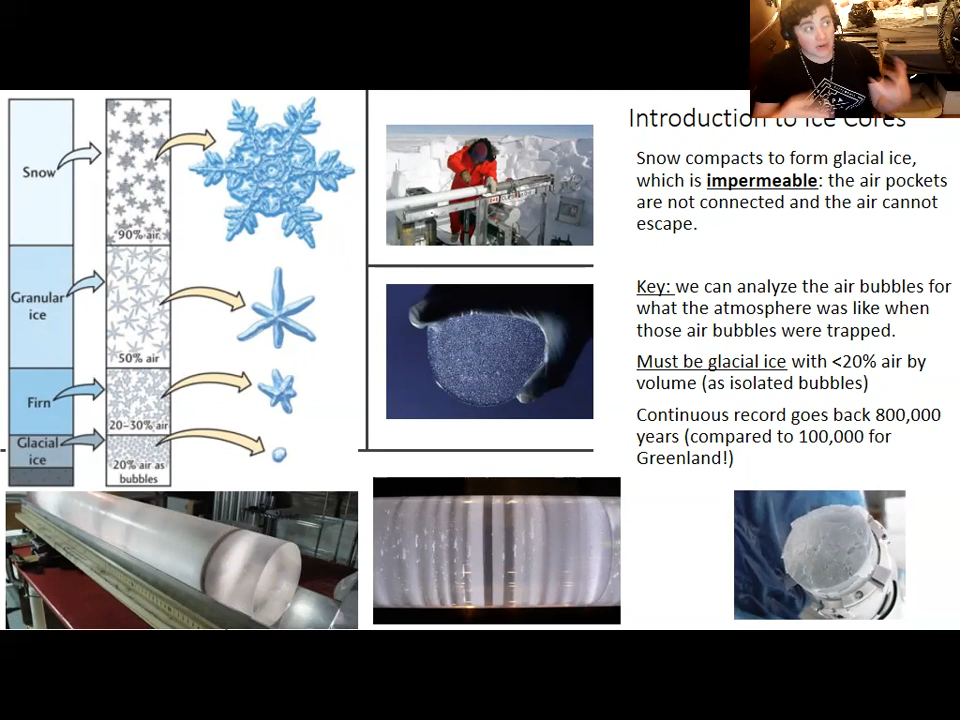 Introduction to Ice Cores
Snow compacts to form glacial ice,
which is impermeable: the air pockets
are not connected and the air cannot
escape.
Key: we can analyze the air bubbles for
what the atmosphere was like when
those air bubbles were trapped.
Must be glacial ice with <20% air by
volume (as isolated bubbles)
Continuous record goes back 800,000
years (compared to 100,000 for
Greenland!)
Snow
90% air
Granular
ice
50% air
Firn
20–30% air
Glacial
ice
20% air as
bubbles